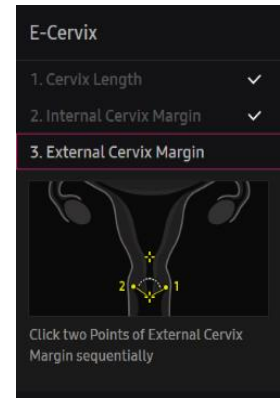 E-Cervix
1. Cervix Length
2. Internal Cervix Margin
3. External Cervix Margin
2 1
Click two Points of External Cervix
Margin sequentially